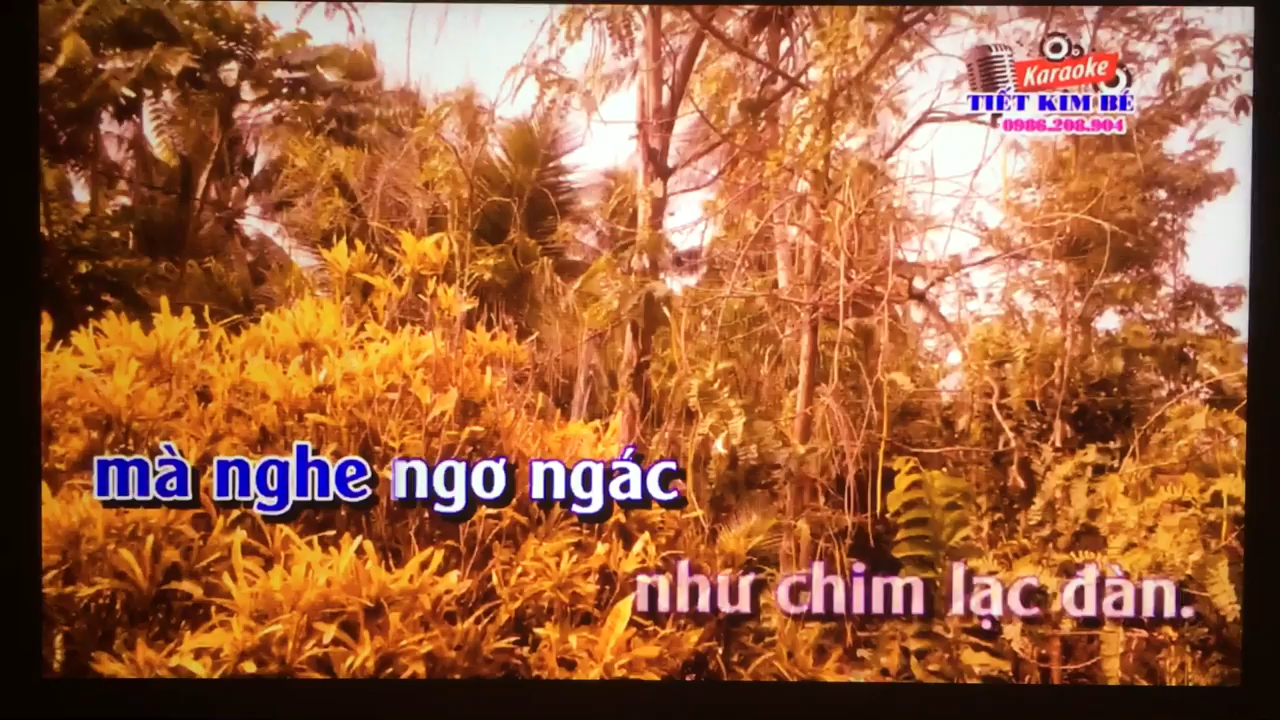 Karaoke
TIẾT KIM BÉ
0986.208.904
mà nghe ngơ ngác
như chim lạc đàn.